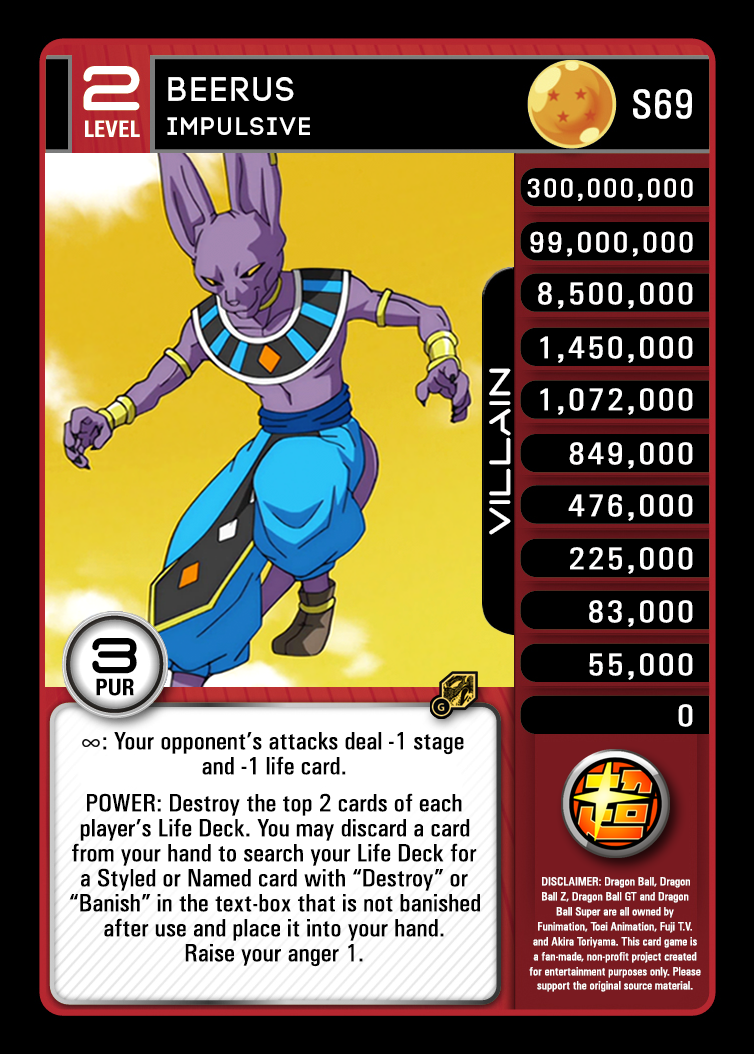 2
LEVEL
BEERUS
IMPULSIVE
S69
300,000,000
99,000,000
8,500,000
1,450,000
1,072,000
849,000
476,000
225,000
83,000
55,000
0
VILLAIN
3
PUR
G
∞: Your opponent's attacks deal -1 stage
and -1 life card.
POWER: Destroy the top 2 cards of each
player's Life Deck. You may discard a card
from your hand to search your Life Deck for
a Styled or Named card with “Destroy” or
“Banish” in the text-box that is not banished
after use and place it into your hand.
Raise your anger 1.
超
DISCLAIMER: Dragon Ball, Dragon
Ball Z, Dragon Ball GT and Dragon
Ball Super are all owned by
Funimation, Toei Animation, Fuji T.V.
and Akira Toriyama. This card game is
a fan-made, non-profit project created
for entertainment purposes only. Please
support the original source material.